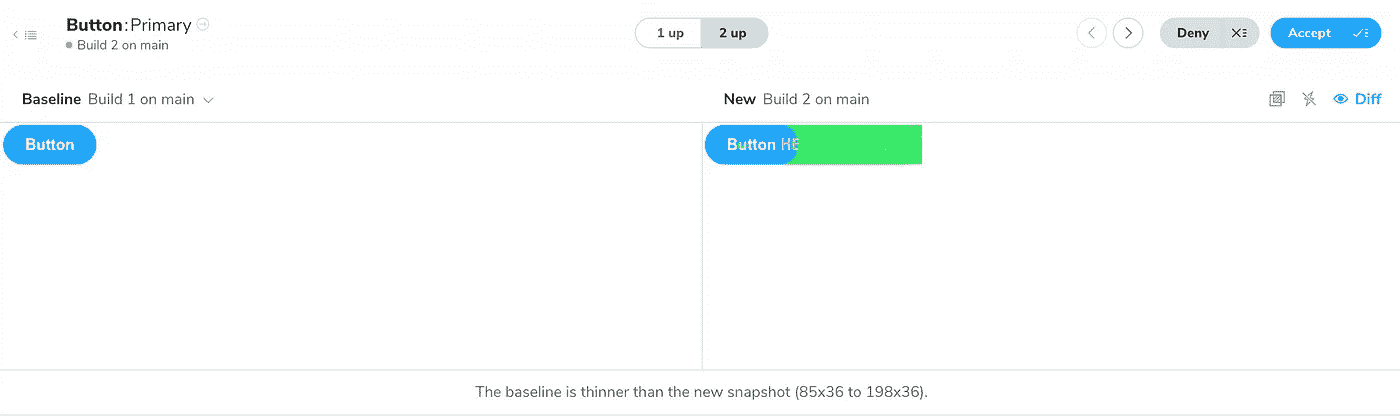 Button:Primary
Build 2 on main
1 up 2 up
Deny Accept
Baseline Build 1 on main
New Build 2 on main
Diff
Button
Button HE
The baseline is thinner than the new snapshot (85x36 to 198x36).